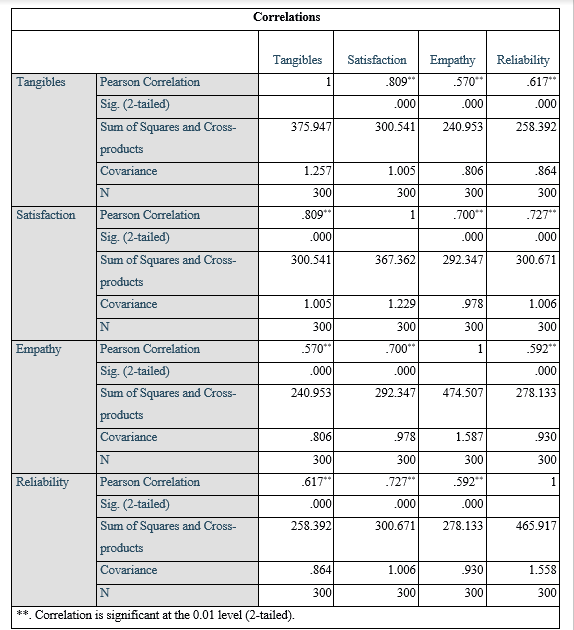 Correlations
Tangibles Satisfaction Empathy Reliability
Tangibles Pearson Correlation 1 .809** .570** .617**
Sig. (2-tailed) .000 .000 .000
Sum of Squares and Cross-
products 375.947 300.541 240.953 258.392
Covariance 1.257 1.005 .806 .864
N 300 300 300 300
Satisfaction Pearson Correlation .809** 1 .700** .727**
Sig. (2-tailed) .000 .000 .000
Sum of Squares and Cross-
products 300.541 367.362 292.347 300.671
Covariance 1.005 1.229 .978 1.006
N 300 300 300 300
Empathy Pearson Correlation .570** .700** 1 .592**
Sig. (2-tailed) .000 .000 .000
Sum of Squares and Cross-
products 240.953 292.347 474.507 278.133
Covariance .806 .978 1.587 .930
N 300 300 300 300
Reliability Pearson Correlation .617** .727** .592** 1
Sig. (2-tailed) .000 .000 .000
Sum of Squares and Cross-
products 258.392 300.671 278.133 465.917
Covariance .864 1.006 .930 1.558
N 300 300 300 300
**. Correlation is significant at the 0.01 level (2-tailed).